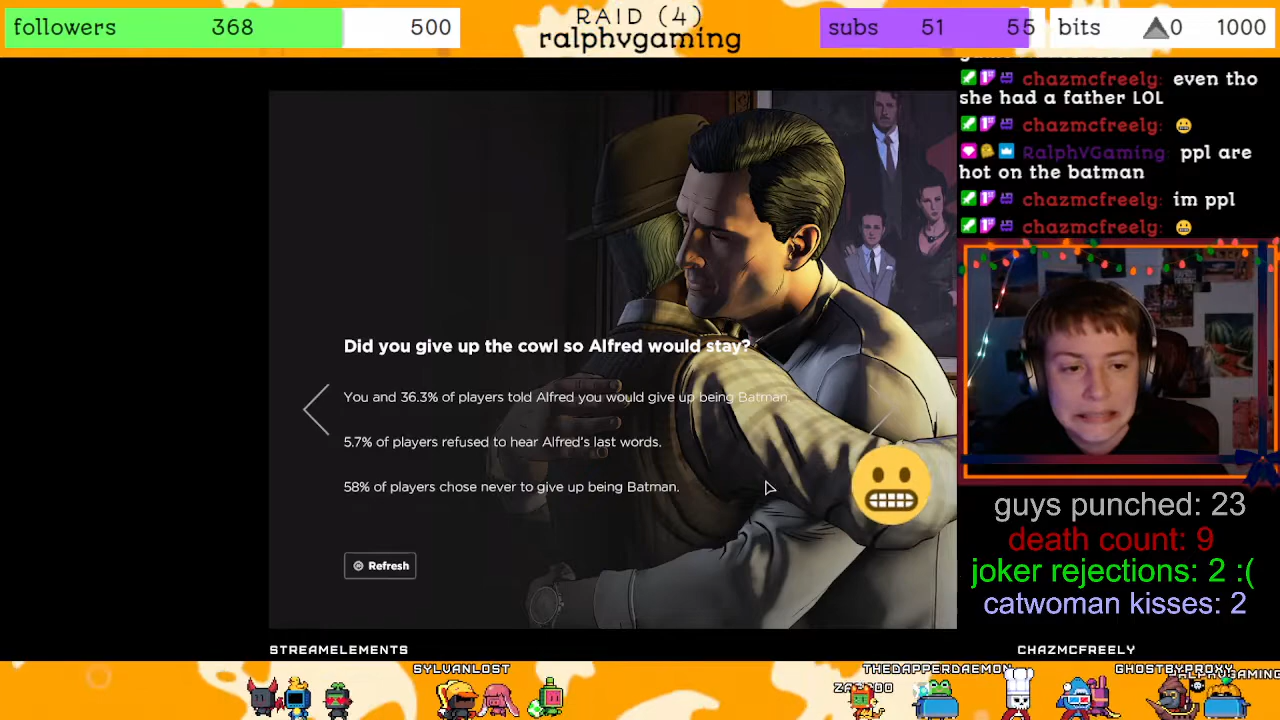 followers 368 500
RAID (4)
ralphvgaming
subs 51 55
bits 0 1000
chazmcfreely: even tho
she had a father LOL
chazmcfreely:
RalphVGaming: ppl are
hot on the batman
chazmcfreely: im ppl
chazmcfreely:
Did you give up the cowl so Alfred would stay?
You and 36.3% of players told Alfred you would give up being Batman.
5.7% of players refused to hear Alfred's last words.
58% of players chose never to give up being Batman.
Refresh
guys punched: 23
death count: 9
joker rejections: 2 :(
catwoman kisses: 2
STREAMELEMENTS
CHAZMCFREELY
SYLVANLOST
THEDAPPERDAEMON
GHOSTBYPROXY